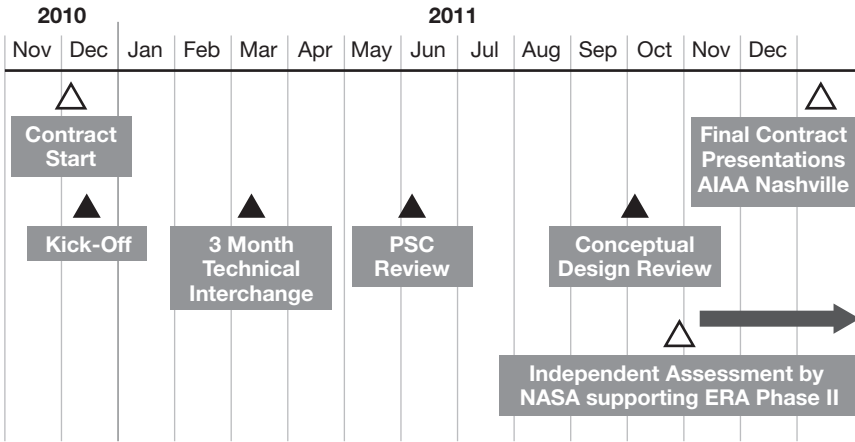 2010 2011
Nov Dec Jan Feb Mar Apr May Jun Jul Aug Sep Oct Nov Dec
Contract
Start
Final Contract
Presentations
AIAA Nashville
Kick-Off
3 Month
Technical
Interchange
PSC
Review
Conceptual
Design Review
Independent Assessment by
NASA supporting ERA Phase II